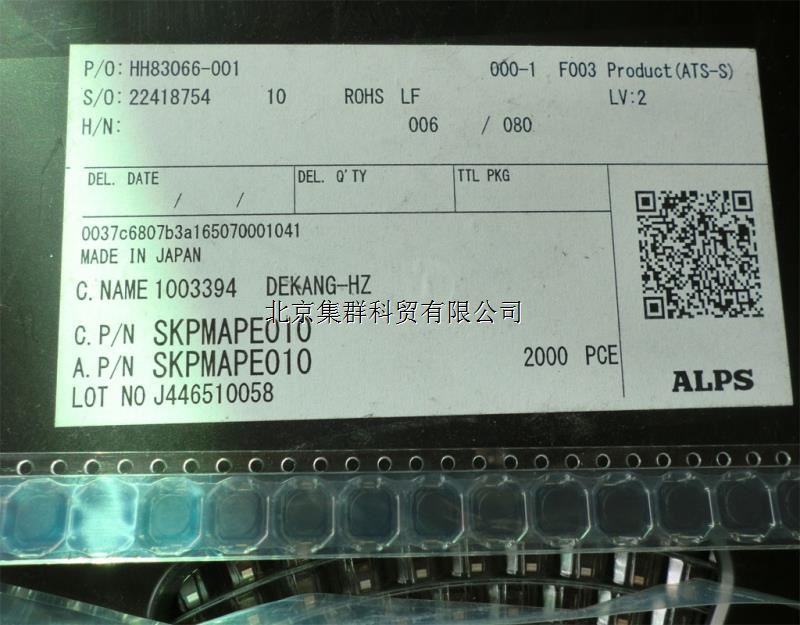 P/O: HH83066-001 000-1 F003 Product(ATS-S)
S/O: 22418754 10 ROHS LF LV:2
H/N: 006 / 080
DEL. DATE DEL. Q'TY TTL PKG
/ /
0037c6807b3a165070001041
MADE IN JAPAN
C. NAME 1003394 DEKANG-HZ
北京集群科贸有限公司
C. P/N SKPMAPE010
A. P/N SKPMAPE010 2000 PCE
ALPS
LOT NO J446510058